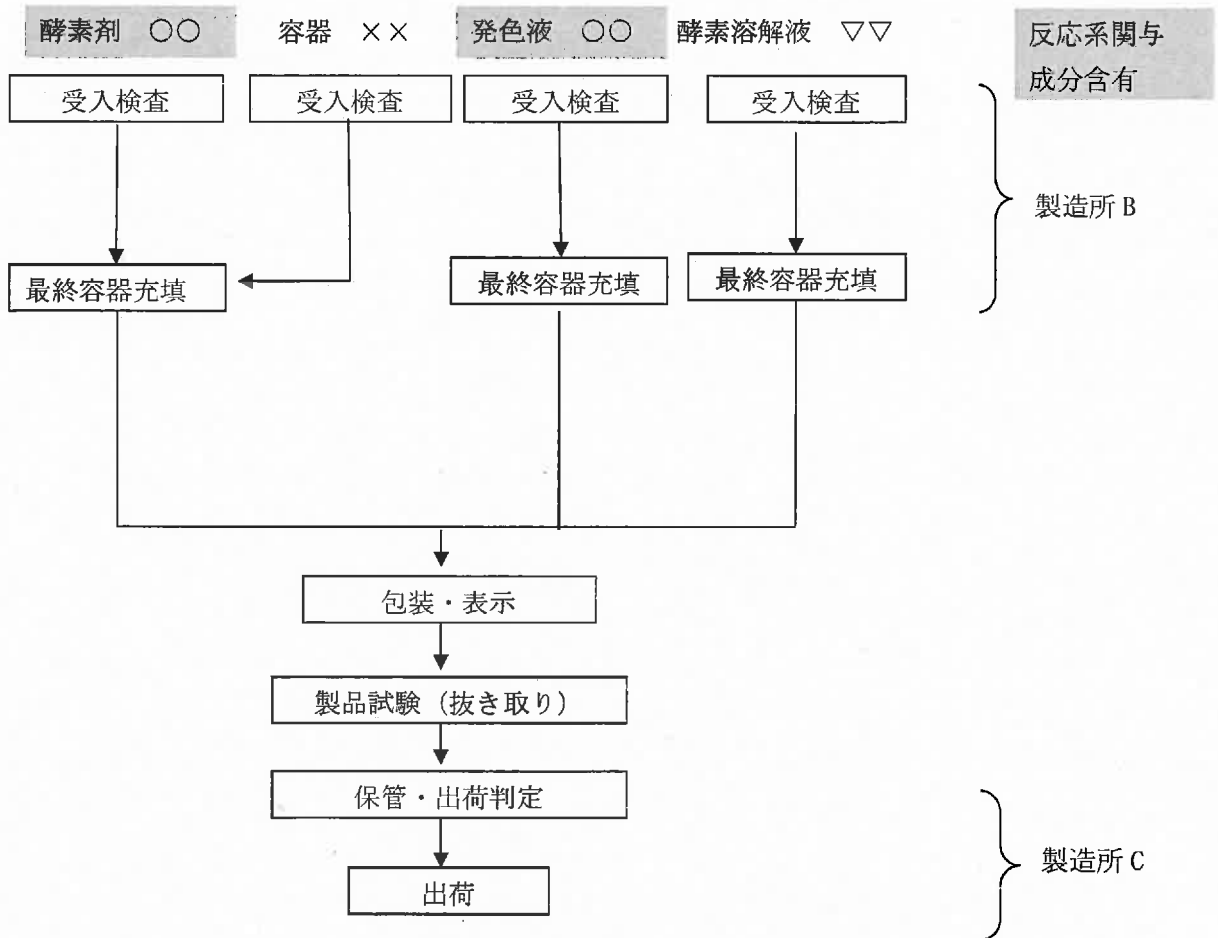 酵素剤 ○○
容器 ××
発色液 ○○
酵素溶解液 ▽▽
反応系関与
成分含有
受入検査
受入検査
受入検査
受入検査
製造所 B
最終容器充填
最終容器充填
最終容器充填
包装・表示
製品試験（抜き取り）
保管・出荷判定
製造所 C
出荷